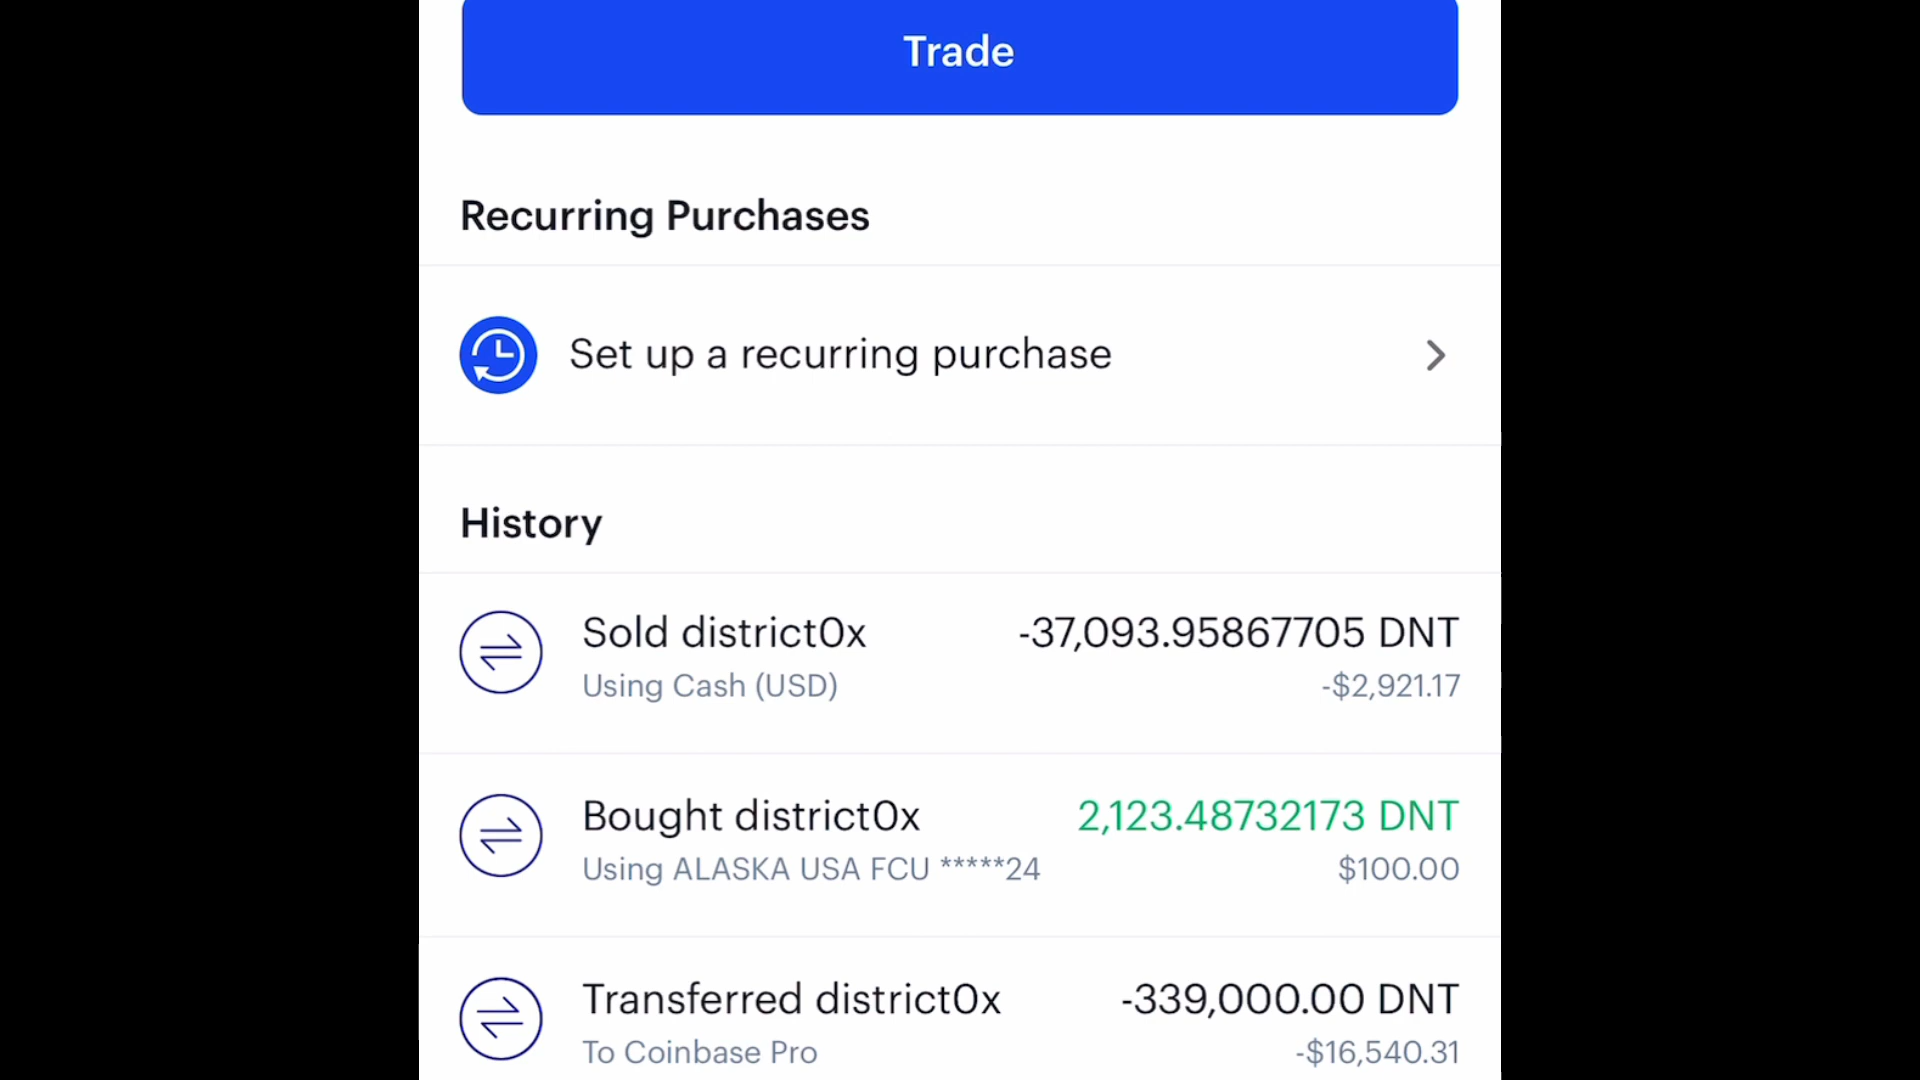 Trade
Recurring Purchases
Set up a recurring purchase
History
Sold district0x -37,093.95867705 DNT
Using Cash (USD) -$2,921.17
Bought district0x 2,123.48732173 DNT
Using ALASKA USA FCU *****24 $100.00
Transferred district0x -339,000.00 DNT
To Coinbase Pro -$16,540.31